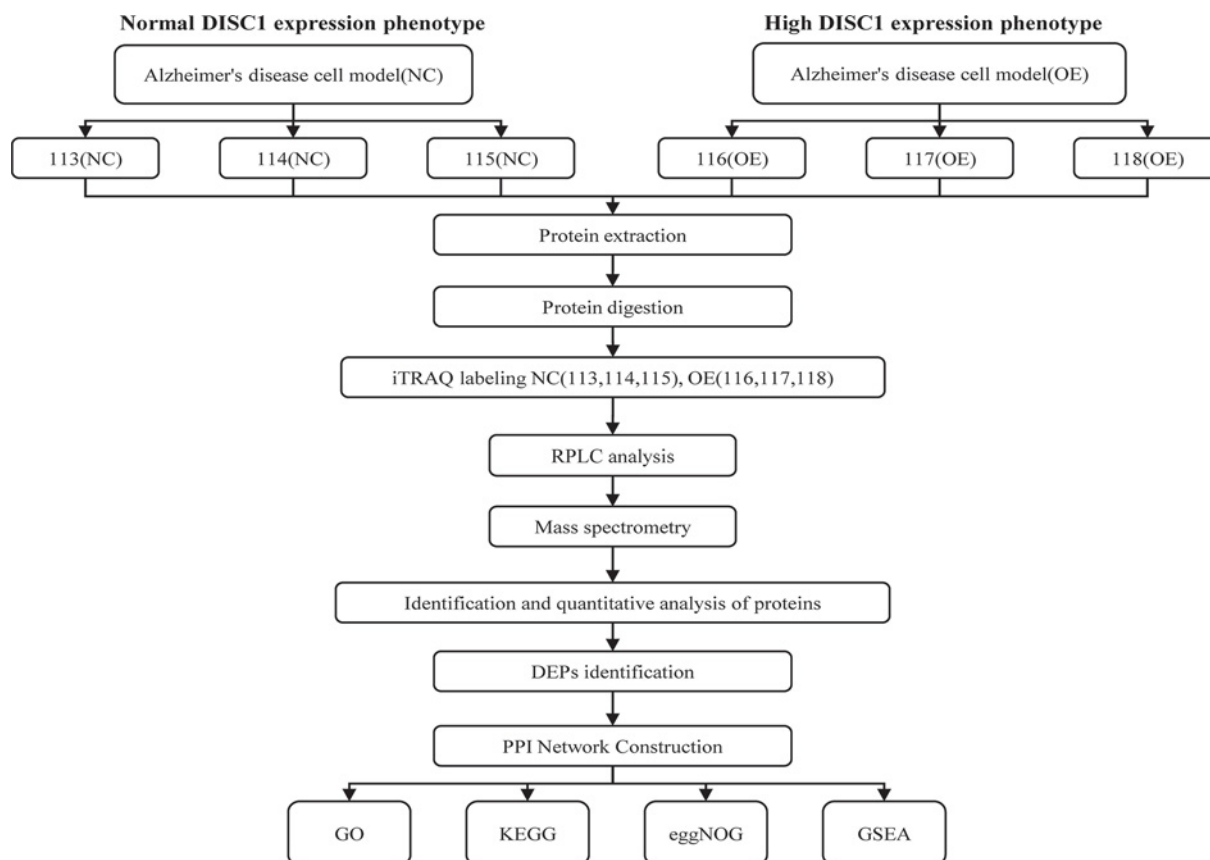 Normal DISC1 expression phenotype
High DISC1 expression phenotype
Alzheimer's disease cell model(NC)
Alzheimer's disease cell model(OE)
113(NC)
114(NC)
115(NC)
116(OE)
117(OE)
118(OE)
Protein extraction
Protein digestion
iTRAQ labeling NC(113,114,115), OE(116,117,118)
RPLC analysis
Mass spectrometry
Identification and quantitative analysis of proteins
DEPs identification
PPI Network Construction
GO
KEGG
eggNOG
GSEA